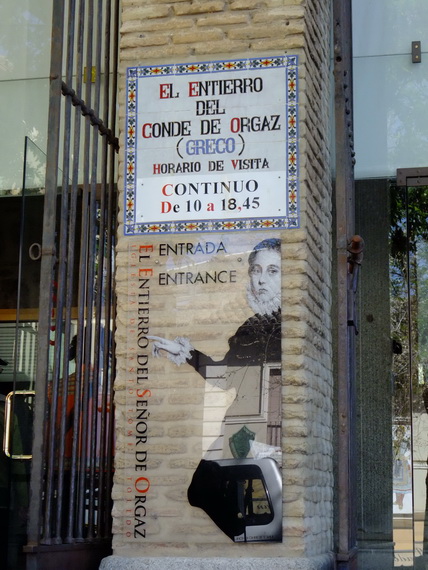 EL ENTIERRO
DEL
CONDE DE ORGAZ
(GRECO)
HORARIO DE VISITA
CONTINUO
De 10 a 18,45
ENTRADA
ENTRANCE
EL ENTIERRO DEL SEÑOR DE ORGAZ